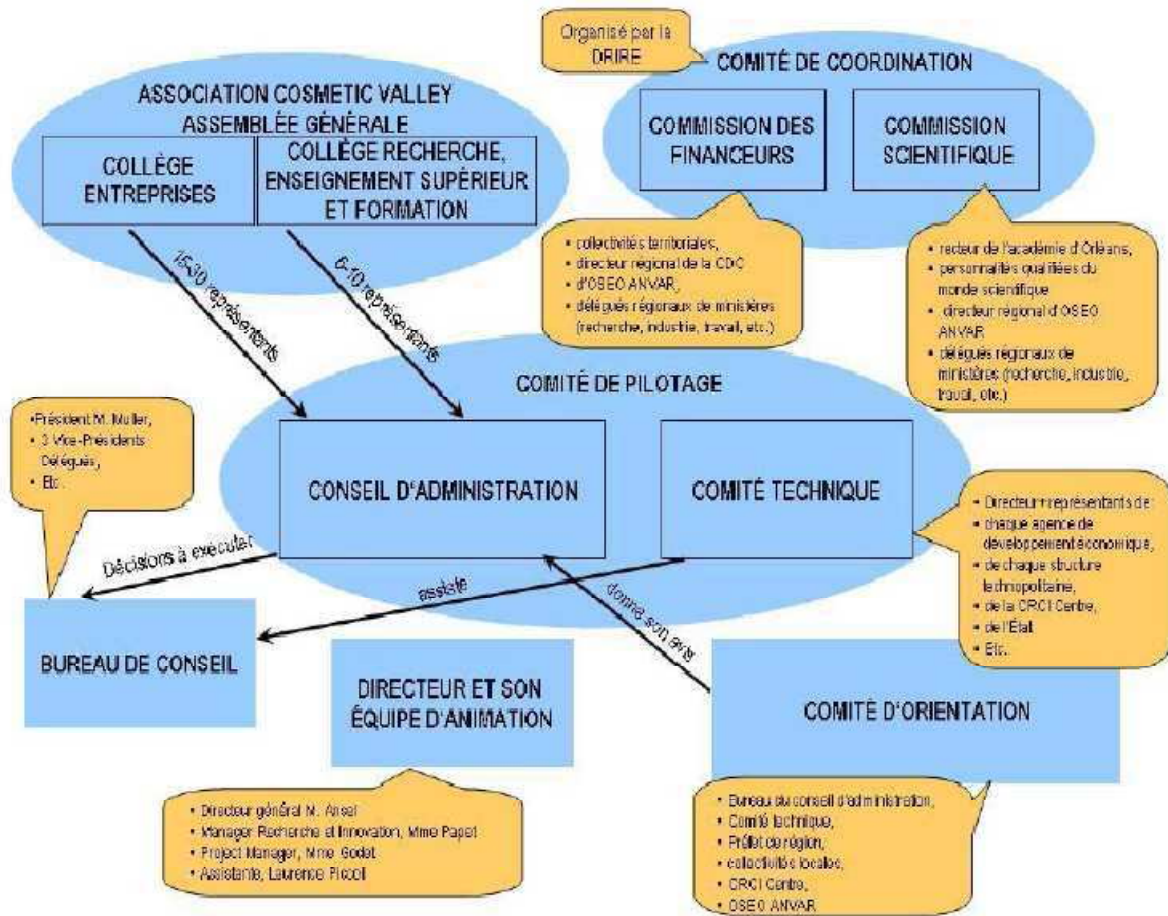 Organisé par la
DRIRE
COMITÉ DE COORDINATION
COMMISSION DES
FINANCEURS
COMMISSION
SCIENTIFIQUE
ASSOCIATION COSMETIC VALLEY
ASSEMBLÉE GÉNÉRALE
COLLÈGE
ENTREPRISES
COLLÈGE RECHERCHE,
ENSEIGNEMENT SUPÉRIEUR
ET FORMATION
15-30 représentants
6-10 représentants
• collectivités territoriales,
• directeur régional de la CDC
• d'OSEO ANVAR,
• délégués régionaux de ministères
(recherche, industrie, travail, etc.)
• recteur de l'académie d'Orléans,
• personnalités qualifiées du
monde scientifique
• directeur régional d'OSEO
ANVAR
• délégués régionaux de
ministères (recherche, industrie,
travail, etc.)
COMITÉ DE PILOTAGE
CONSEIL D'ADMINISTRATION
COMITÉ TECHNIQUE
•Président M. Muller,
• 3 Vice-Présidents
Délégués,
• Etc.
Décisions à exécuter
assiste
donne son avis
• Directeur+représentants de:
• chaque agence de
développement économique,
• de chaque structure
technopolitaine,
• de la CRCI Centre,
• de l'État
• Etc.
BUREAU DE CONSEIL
DIRECTEUR ET SON
ÉQUIPE D'ANIMATION
COMITÉ D'ORIENTATION
• Directeur général M. Ansel
• Manager Recherche et Innovation, Mme Papet
• Project Manager, Mme Godet
• Assistante, Laurence Piccoli
• Bureau du conseil d'administration,
• Comité technique,
• Préfet de région,
• collectivités locales,
• CRCI Centre,
• OSEO ANVAR